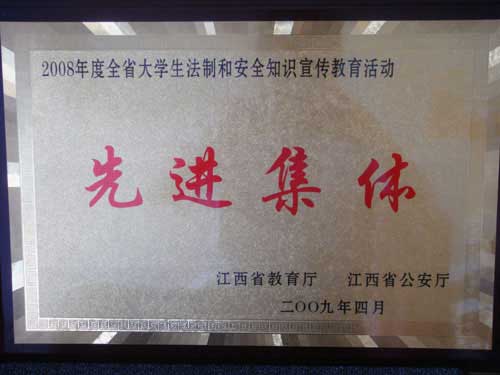 2008年度全省大学生法制和安全知识宣传教育活动
先进集体
江西省教育厅 江西省公安厅
二〇〇九年四月